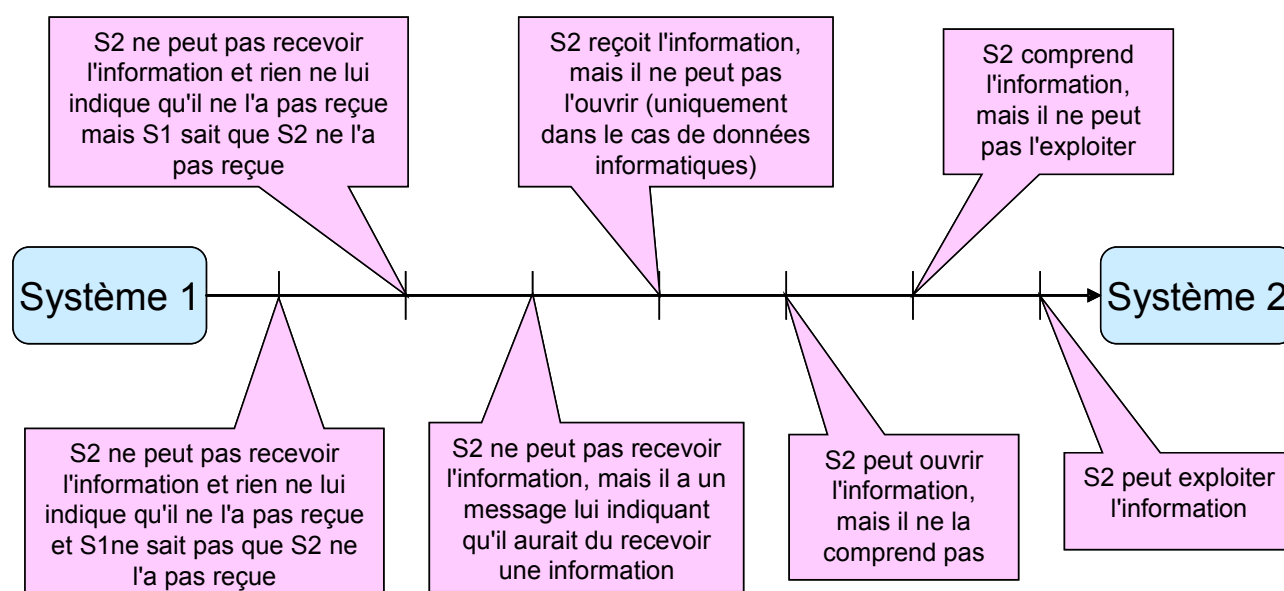 S2 ne peut pas recevoir
l'information et rien ne lui
indique qu'il ne l'a pas reçue
mais S1 sait que S2 ne l'a
pas reçue
S2 reçoit l'information,
mais il ne peut pas
l'ouvrir (uniquement
dans le cas de données
informatiques)
S2 comprend
l'information,
mais il ne peut
pas l'exploiter
Système 1
Système 2
S2 ne peut pas recevoir
l'information et rien ne lui
indique qu'il ne l'a pas reçue
et S1ne sait pas que S2 ne
l'a pas reçue
S2 ne peut pas recevoir
l'information, mais il a un
message lui indiquant
qu'il aurait du recevoir
une information
S2 peut ouvrir
l'information,
mais il ne la
comprend pas
S2 peut exploiter
l'information